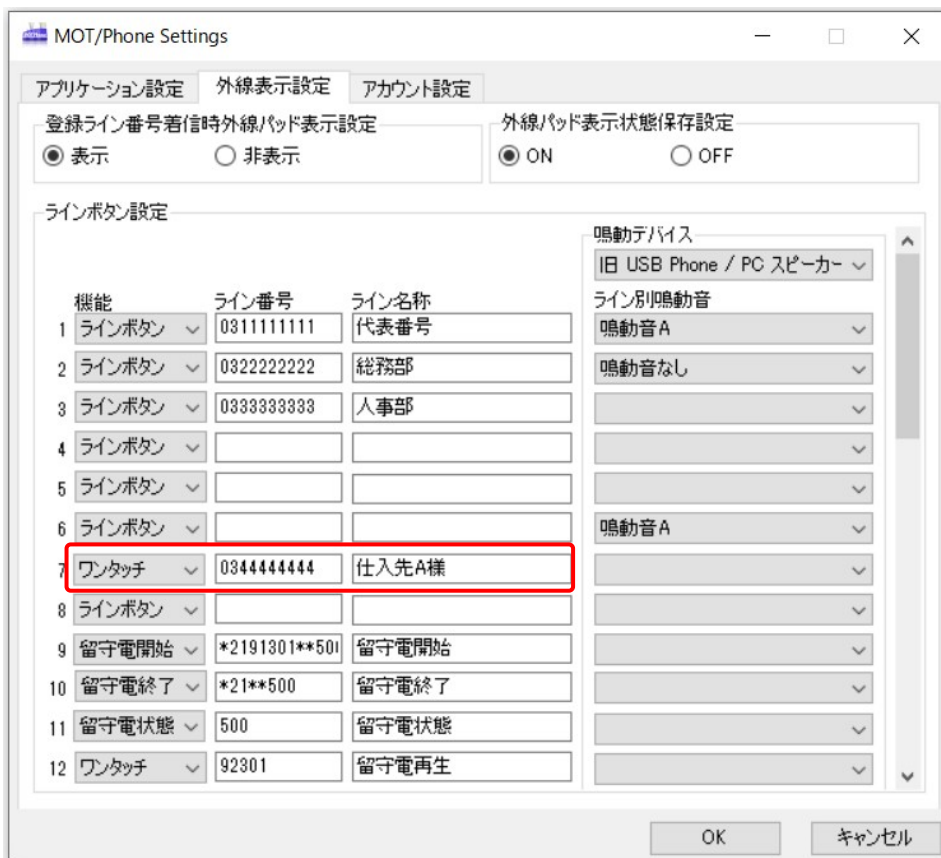 MOT/Phone Settings
アプリケーション設定 外線表示設定 アカウント設定
登録ライン番号着信時外線パッド表示設定 外線パッド表示状態保存設定
表示 非表示 ON OFF
ラインボタン設定
鳴動デバイス
旧 USB Phone / PC スピーカー
機能 ライン番号 ライン名称 ライン別鳴動音
1 ラインボタン 0311111111 代表番号 鳴動音A
2 ラインボタン 0322222222 総務部 鳴動音なし
3 ラインボタン 0333333333 人事部
4 ラインボタン
5 ラインボタン
6 ラインボタン 鳴動音A
7 ワンタッチ 0344444444 仕入先A様
8 ラインボタン
9 留守電開始 *2191301**50 留守電開始
10 留守電終了 *21**500 留守電終了
11 留守電状態 500 留守電状態
12 ワンタッチ 92301 留守電再生
OK キャンセル